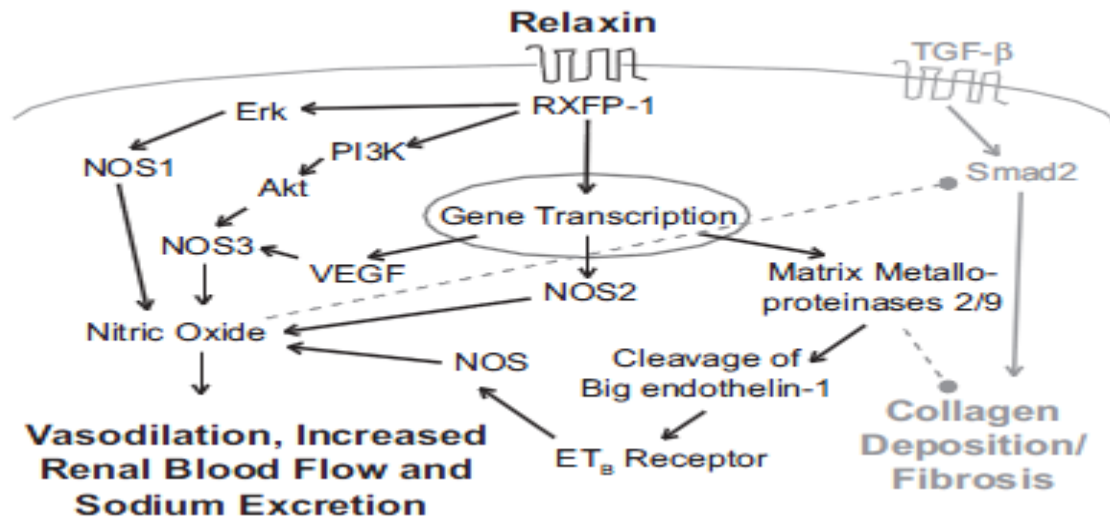 Relaxin
TGF-β
Erk
RXFP-1
NOS1
PI3K
Smad2
Akt
Gene Transcription
NOS3
VEGF
NOS2
Matrix Metallo-
proteinases 2/9
Nitric Oxide
NOS
Cleavage of
Big endothelin-1
Vasodilation, Increased
Renal Blood Flow and
Sodium Excretion
ET_B Receptor
Collagen
Deposition/
Fibrosis